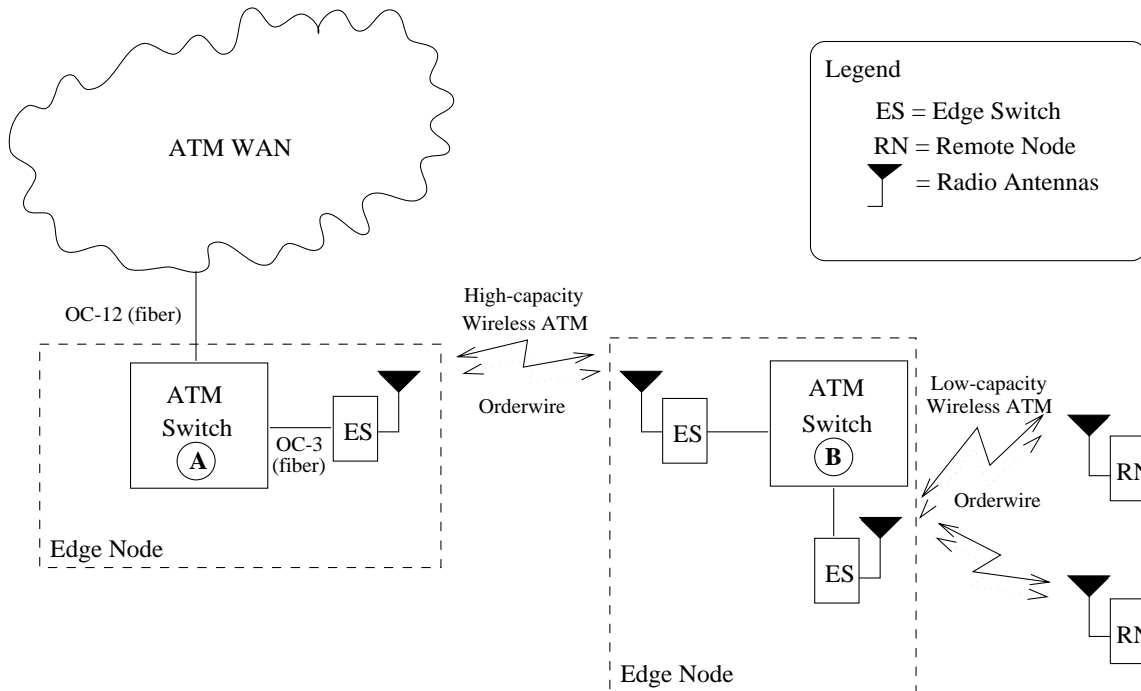 ATM WAN
Legend
ES = Edge Switch
RN = Remote Node
= Radio Antennas
OC-12 (fiber)
High-capacity
Wireless ATM
Orderwire
ATM
Switch
A
OC-3
(fiber)
ES
Edge Node
ES
ATM
Switch
B
ES
Edge Node
Low-capacity
Wireless ATM
Orderwire
RN
RN